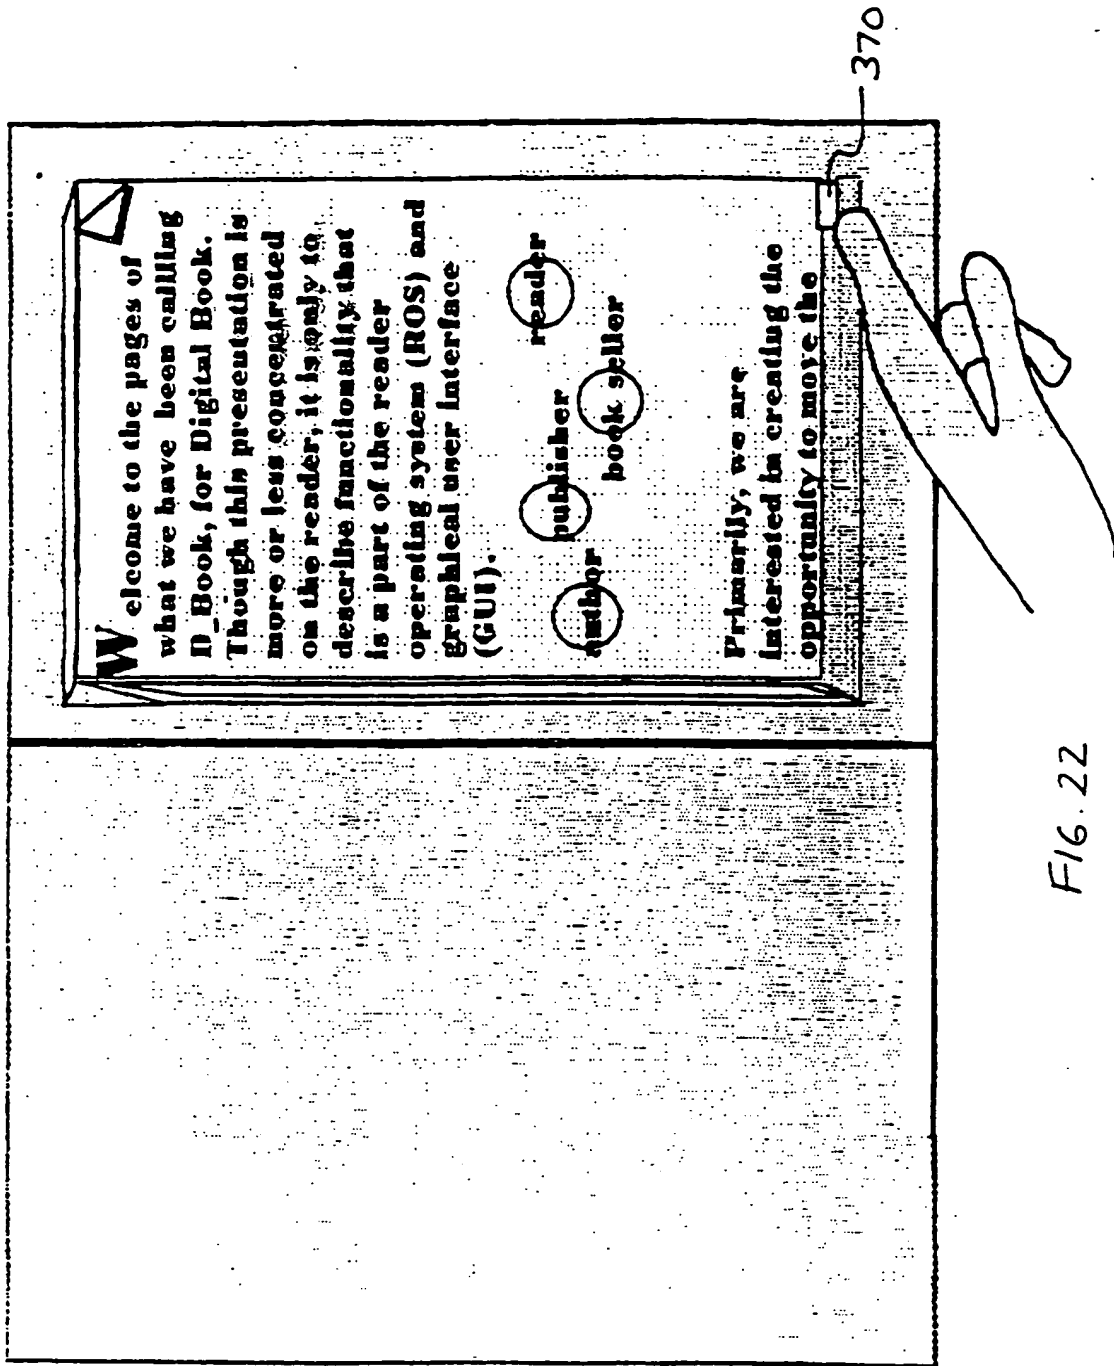 Welcome to the pages of
what we have been calling
D_Book, for Digital Book.
Though this presentation is
more or less concentrated
on the reader, it is only to
describe functionality that
is a part of the reader
operating system (ROS) and
graphical user interface
(GUI).
reader
publisher
author
book seller
Primarily, we are
interested in creating the
opportunity to move the
370
FIG. 22